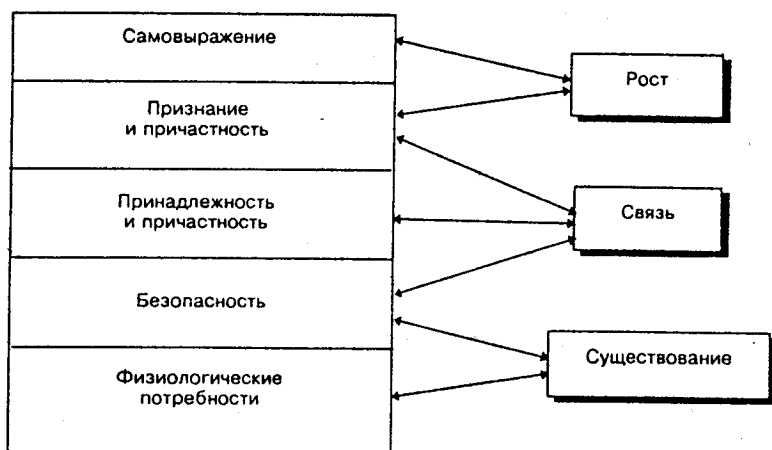 Самовыражение
Признание
и причастность
Принадлежность
и причастность
Безопасность
Физиологические
потребности
Рост
Связь
Существование